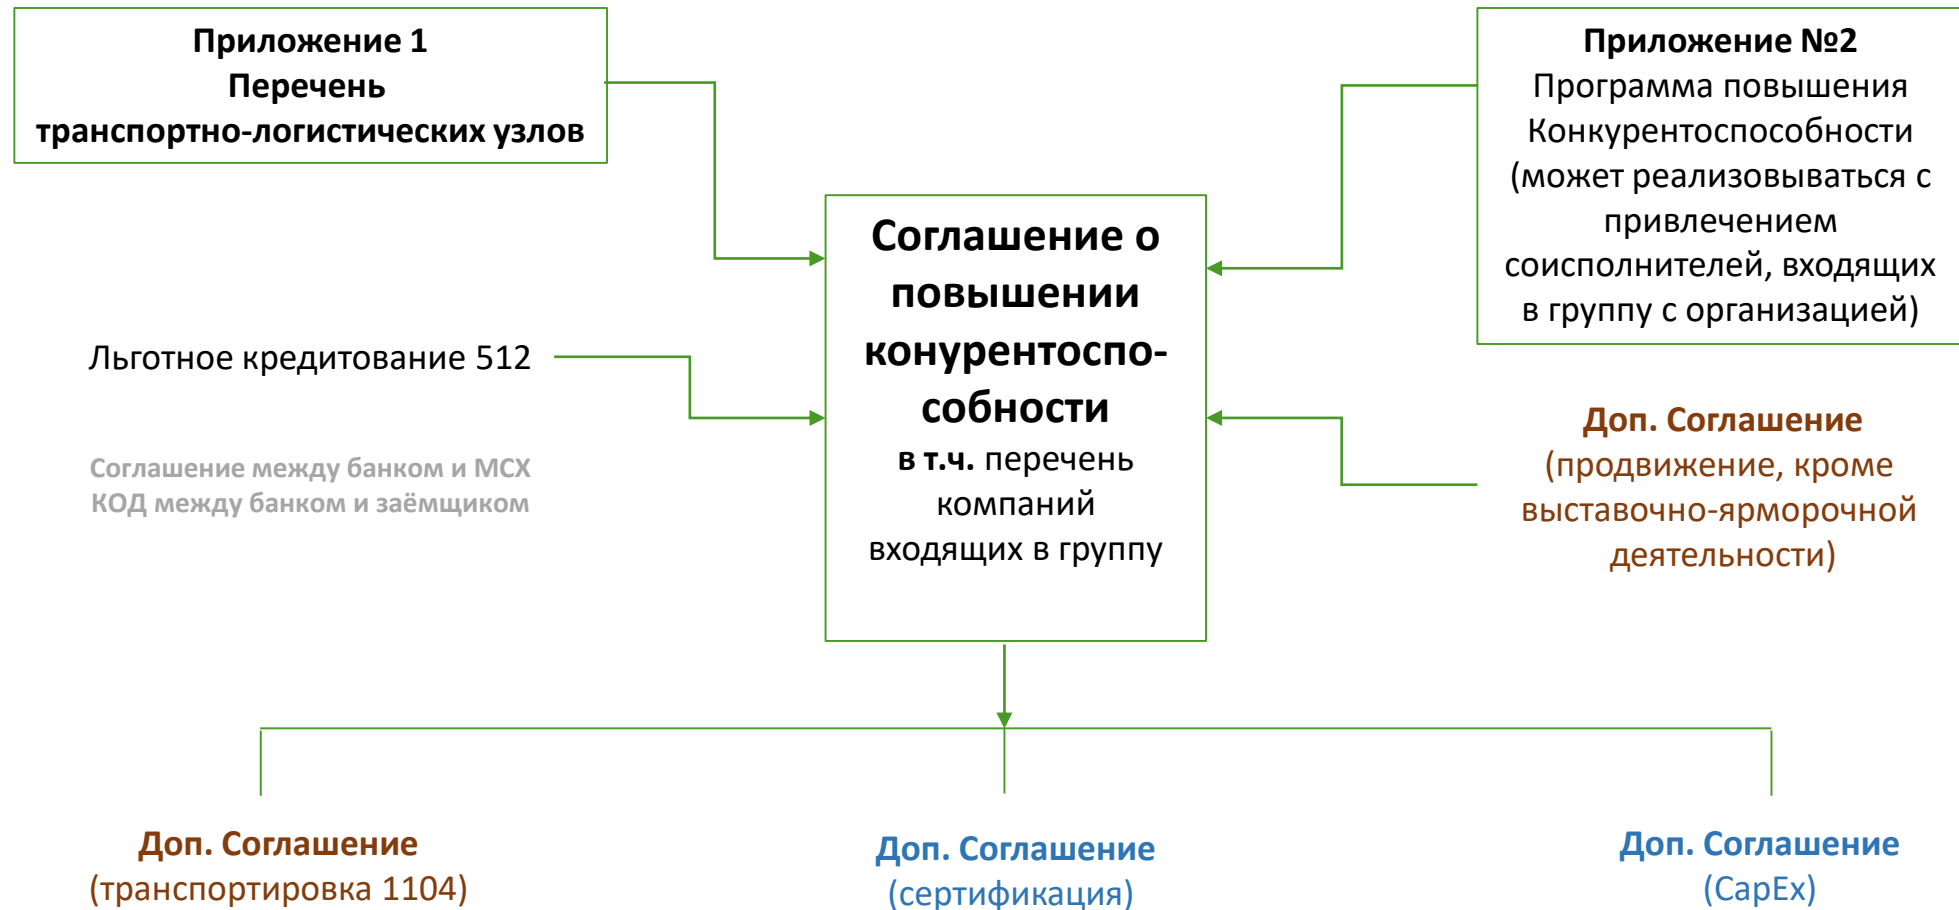 Приложение 1
Перечень
транспортно-логистических узлов
Приложение №2
Программа повышения
Конкурентоспособности
(может реализовываться с
привлечением
соисполнителей, входящих
в группу с организацией)
Соглашение о
повышении
конурентоспо-
собности
в т.ч. перечень
компаний
входящих в группу
Льготное кредитование 512
Соглашение между банком и МСХ
КОД между банком и заёмщиком
Доп. Соглашение
(продвижение, кроме
выставочно-ярморочной
деятельности)
Доп. Соглашение
(транспортировка 1104)
Доп. Соглашение
(сертификация)
Доп. Соглашение
(CapEx)